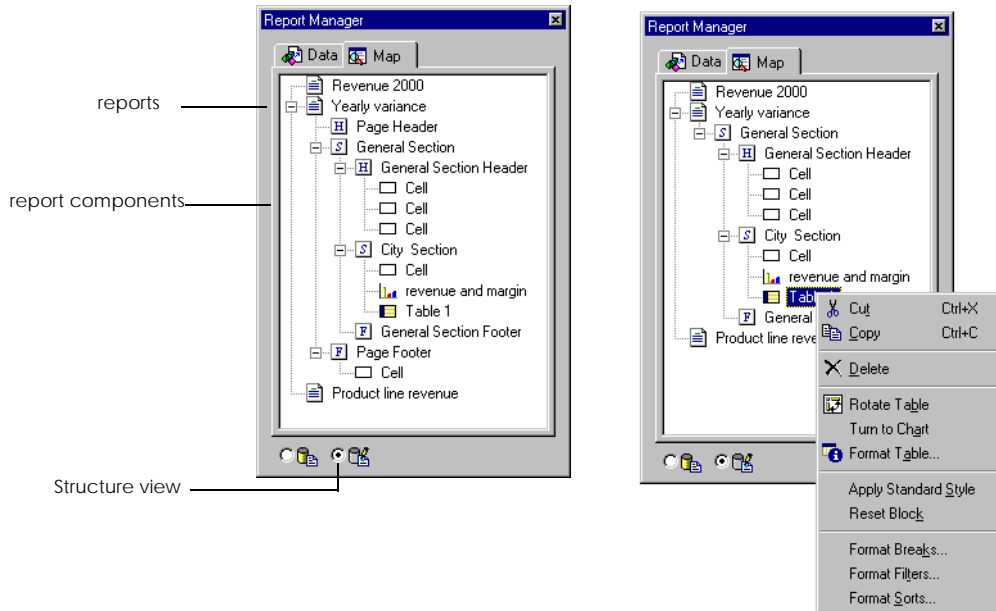 Report Manager
Data Map
Revenue 2000
reports
Yearly variance
H Page Header
S General Section
H General Section Header
Cell
report components
Cell
Cell
S City Section
Cell
revenue and margin
Table 1
F General Section Footer
F Page Footer
Cell
Product line revenue
Structure view
Report Manager
Data Map
Revenue 2000
Yearly variance
S General Section
H General Section Header
Cell
Cell
Cell
S City Section
Cell
revenue and margin
F General
Product line reve
Cut Ctrl+X
Copy Ctrl+C
Delete
Rotate Table
Turn to Chart
Format Table...
Apply Standard Style
Reset Block
Format Breaks...
Format Filters...
Format Sorts...